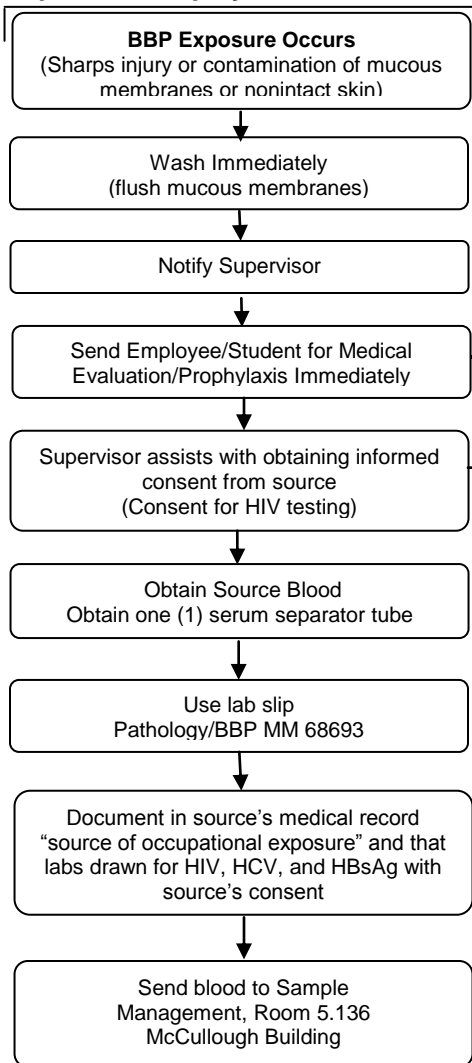 BBP Exposure Occurs
(Sharps injury or contamination of mucous
membranes or nonintact skin)
Wash Immediately
(flush mucous membranes)
Notify Supervisor
Send Employee/Student for Medical
Evaluation/Prophylaxis Immediately
Supervisor assists with obtaining informed
consent from source
(Consent for HIV testing)
Obtain Source Blood
Obtain one (1) serum separator tube
Use lab slip
Pathology/BBP MM 68693
Document in source's medical record
"source of occupational exposure" and that
labs drawn for HIV, HCV, and HBsAg with
source's consent
Send blood to Sample
Management, Room 5.136
McCullough Building